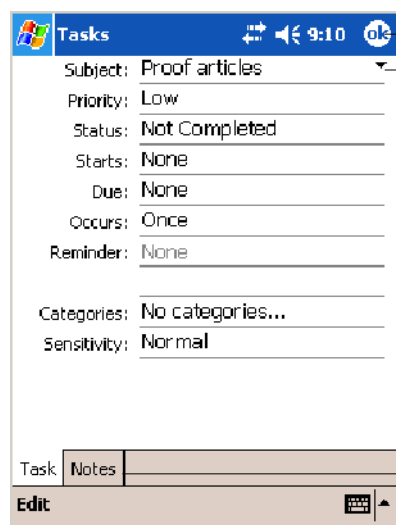 Tasks 9:10 ok
Subject: Proof articles
Priority: Low
Status: Not Completed
Starts: None
Due: None
Occurs: Once
Reminder: None
Categories: No categories...
Sensitivity: Normal
Task Notes
Edit